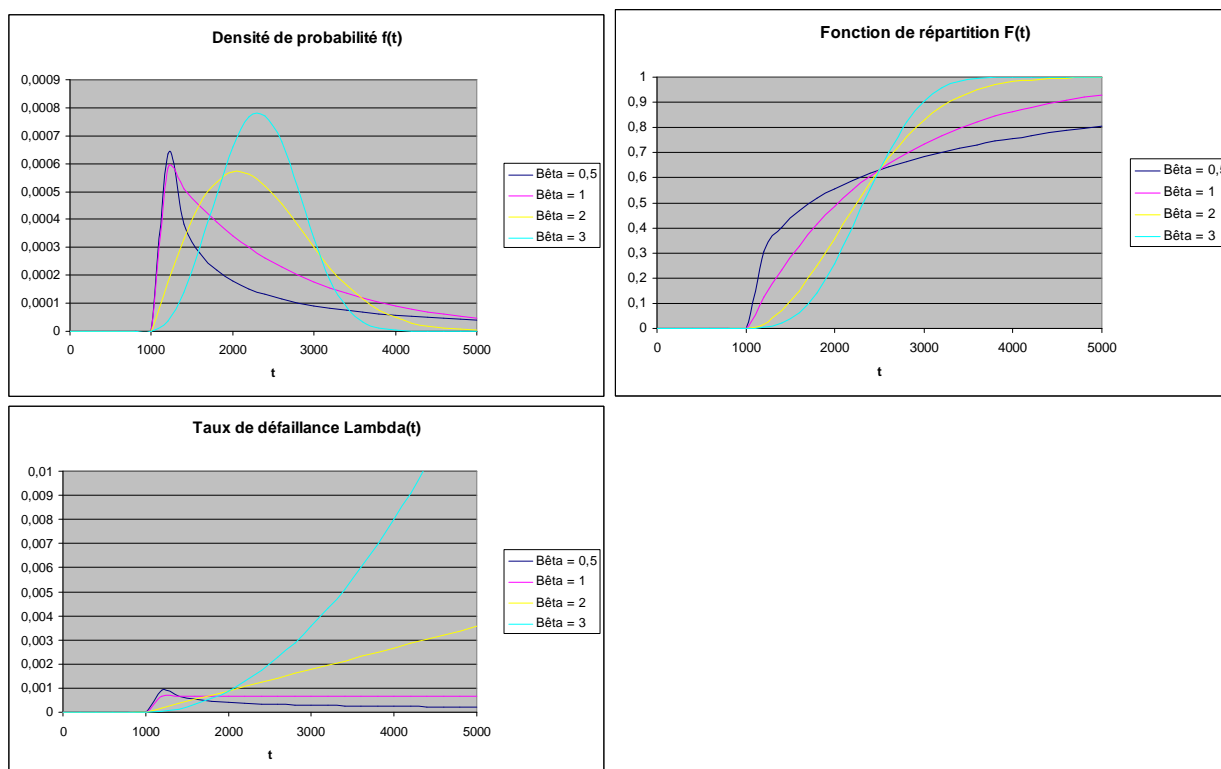 Densité de probabilité f(t)
0,0009
0,0008
0,0007
0,0006
0,0005
0,0004
0,0003
0,0002
0,0001
0
0 1000 2000 3000 4000 5000
t
Bêta = 0,5
Bêta = 1
Bêta = 2
Bêta = 3
Fonction de répartition F(t)
1
0,9
0,8
0,7
0,6
0,5
0,4
0,3
0,2
0,1
0
0 1000 2000 3000 4000 5000
t
Bêta = 0,5
Bêta = 1
Bêta = 2
Bêta = 3
Taux de défaillance Lambda(t)
0,01
0,009
0,008
0,007
0,006
0,005
0,004
0,003
0,002
0,001
0
0 1000 2000 3000 4000 5000
t
Bêta = 0,5
Bêta = 1
Bêta = 2
Bêta = 3